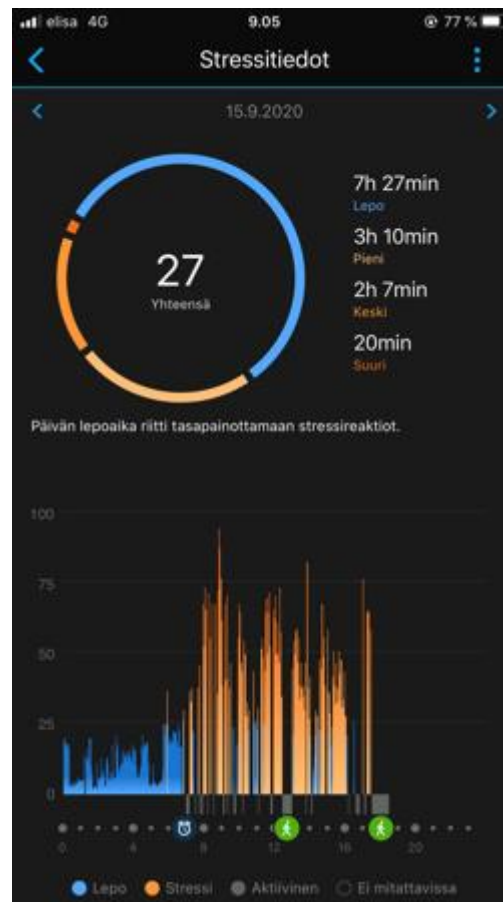 elisa 4G 9.05 77 %
Stressitiedot
15.9.2020
7h 27min
Lepo
3h 10min
Pieni
2h 7min
Keski
20min
Suuri
27
Yhteensä
Päivän lepoaika riitti tasapainottamaan stressireaktiot.
100
75
50
25
0
0 4 8 12 16 20
Lepo Stressi Aktiivinen Ei mitattavissa